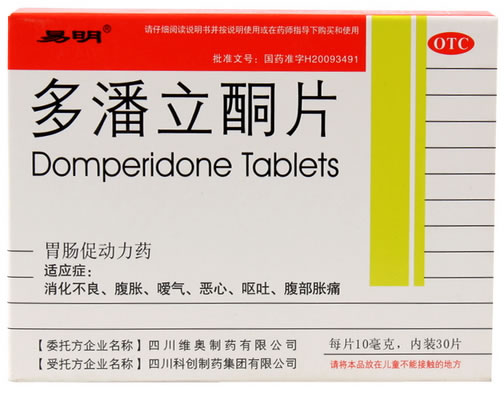 易明®
请仔细阅读说明书并按说明使用或在药师指导下购买和使用
批准文号：国药准字H20093491
OTC
多潘立酮片
Domperidone Tablets
胃肠促动力药
适应症：
消化不良、腹胀、嗳气、恶心、呕吐、腹部胀痛
【委托方企业名称】四川维奥制药有限公司
【受托方企业名称】四川科创制药集团有限公司
每片10毫克，内装30片
请将本品放在儿童不能接触的地方